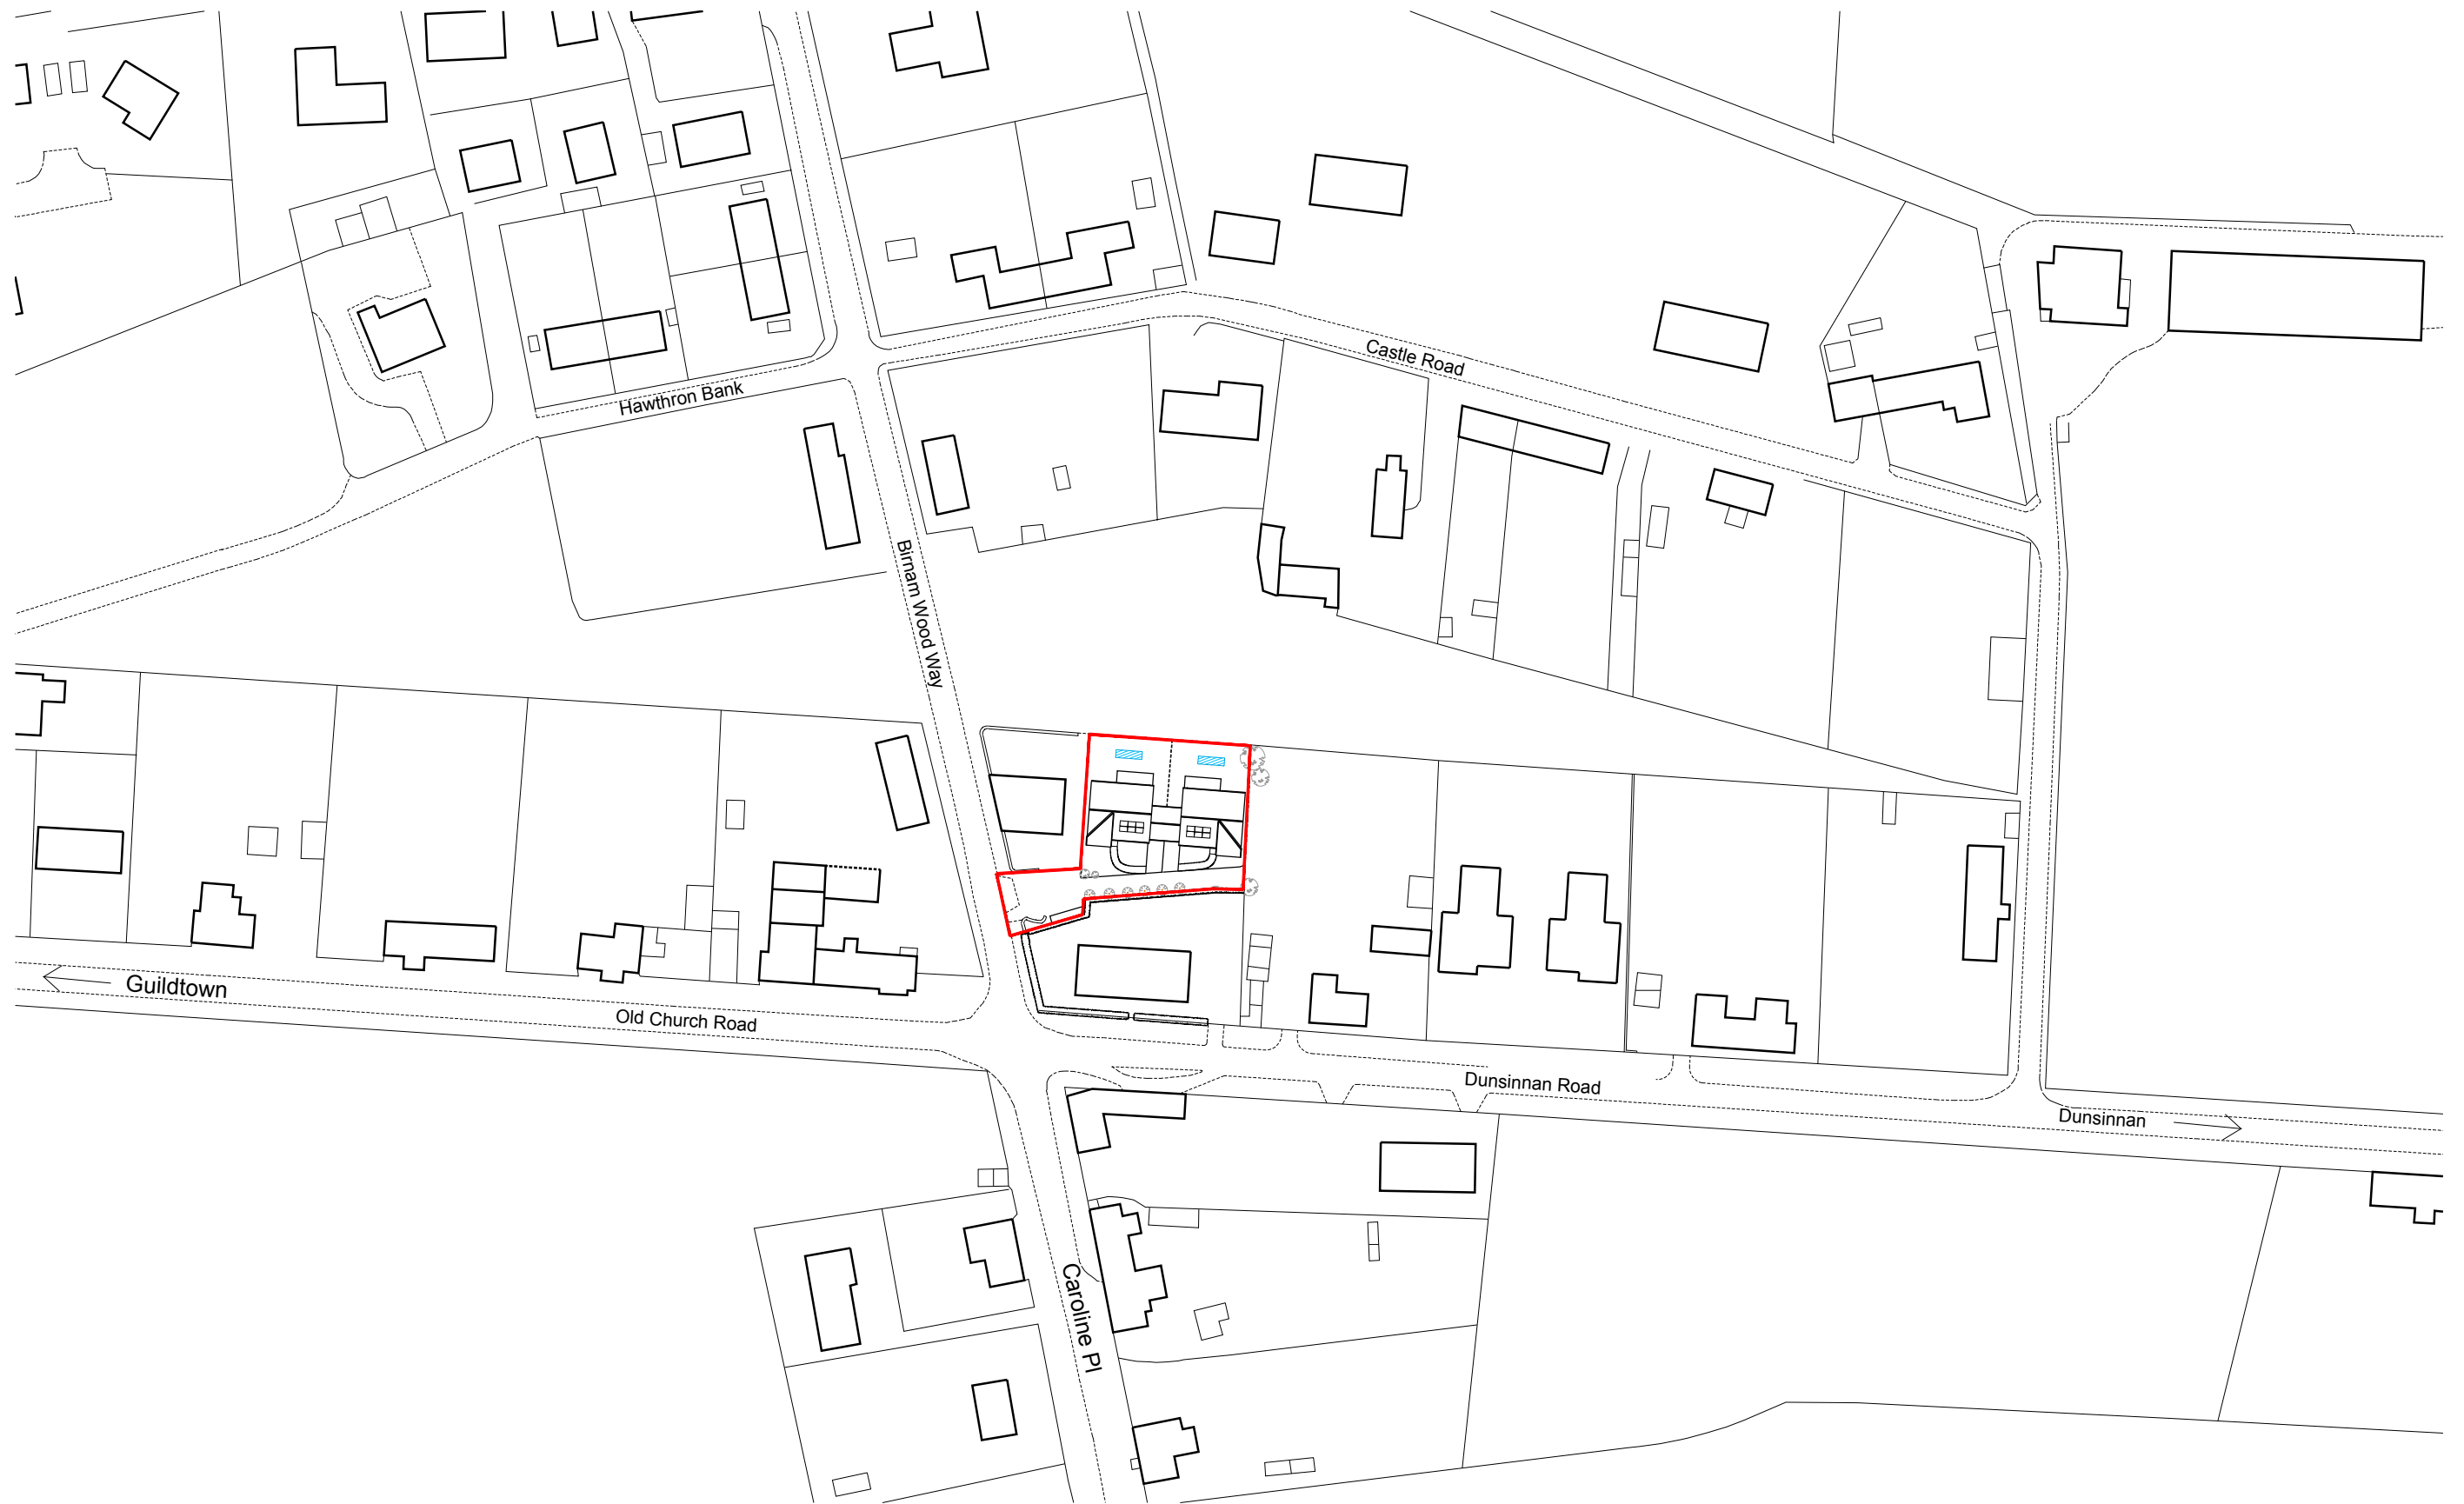 Castle Road
Hawthron Bank
Birnam Wood Way
Guildtown
Old Church Road
Dunsinnan Road
Dunsinnan
Caroline Pl